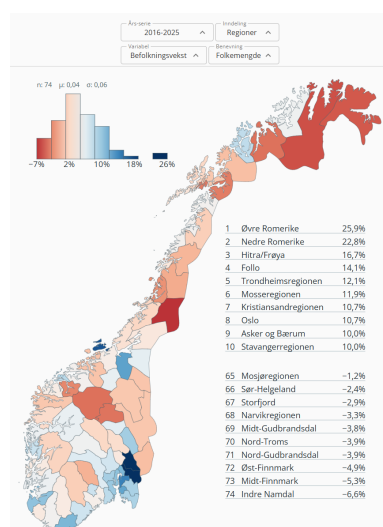 Års-serie
Inndeling
2016-2025
Regioner
Variabel
Benevning
Befolkningsvekst
Folkemengde
n: 74 μ: 0,04 σ: 0,06
−7% 2% 10% 18% 26%
1 Øvre Romerike 25,9%
2 Nedre Romerike 22,8%
3 Hitra/Frøya 16,7%
4 Follo 14,1%
5 Trondheimsregionen 12,1%
6 Mosseregionen 11,9%
7 Kristiansandregionen 10,7%
8 Oslo 10,7%
9 Asker og Bærum 10,0%
10 Stavangerregionen 10,0%
65 Mosjøregionen −1,2%
66 Sør-Helgeland −2,4%
67 Storfjord −2,9%
68 Narvikregionen −3,3%
69 Midt-Gudbrandsdal −3,8%
70 Nord-Troms −3,9%
71 Nord-Gudbrandsdal −3,9%
72 Øst-Finnmark −4,9%
73 Midt-Finnmark −5,3%
74 Indre Namdal −6,6%